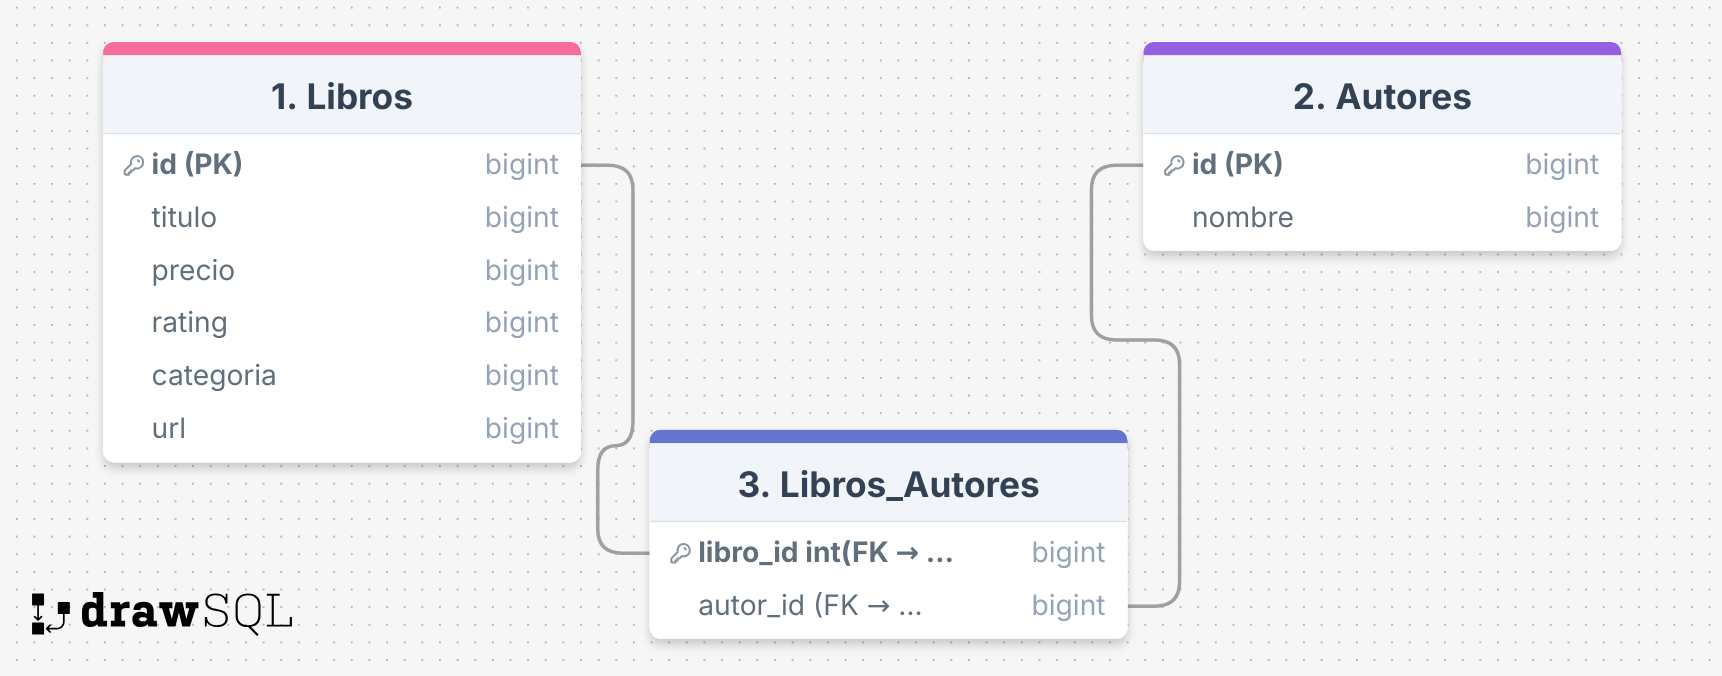 1. Libros
id (PK) bigint
titulo bigint
precio bigint
rating bigint
categoria bigint
url bigint
2. Autores
id (PK) bigint
nombre bigint
3. Libros_Autores
libro_id int(FK → ... bigint
autor_id (FK → ... bigint
drawSQL